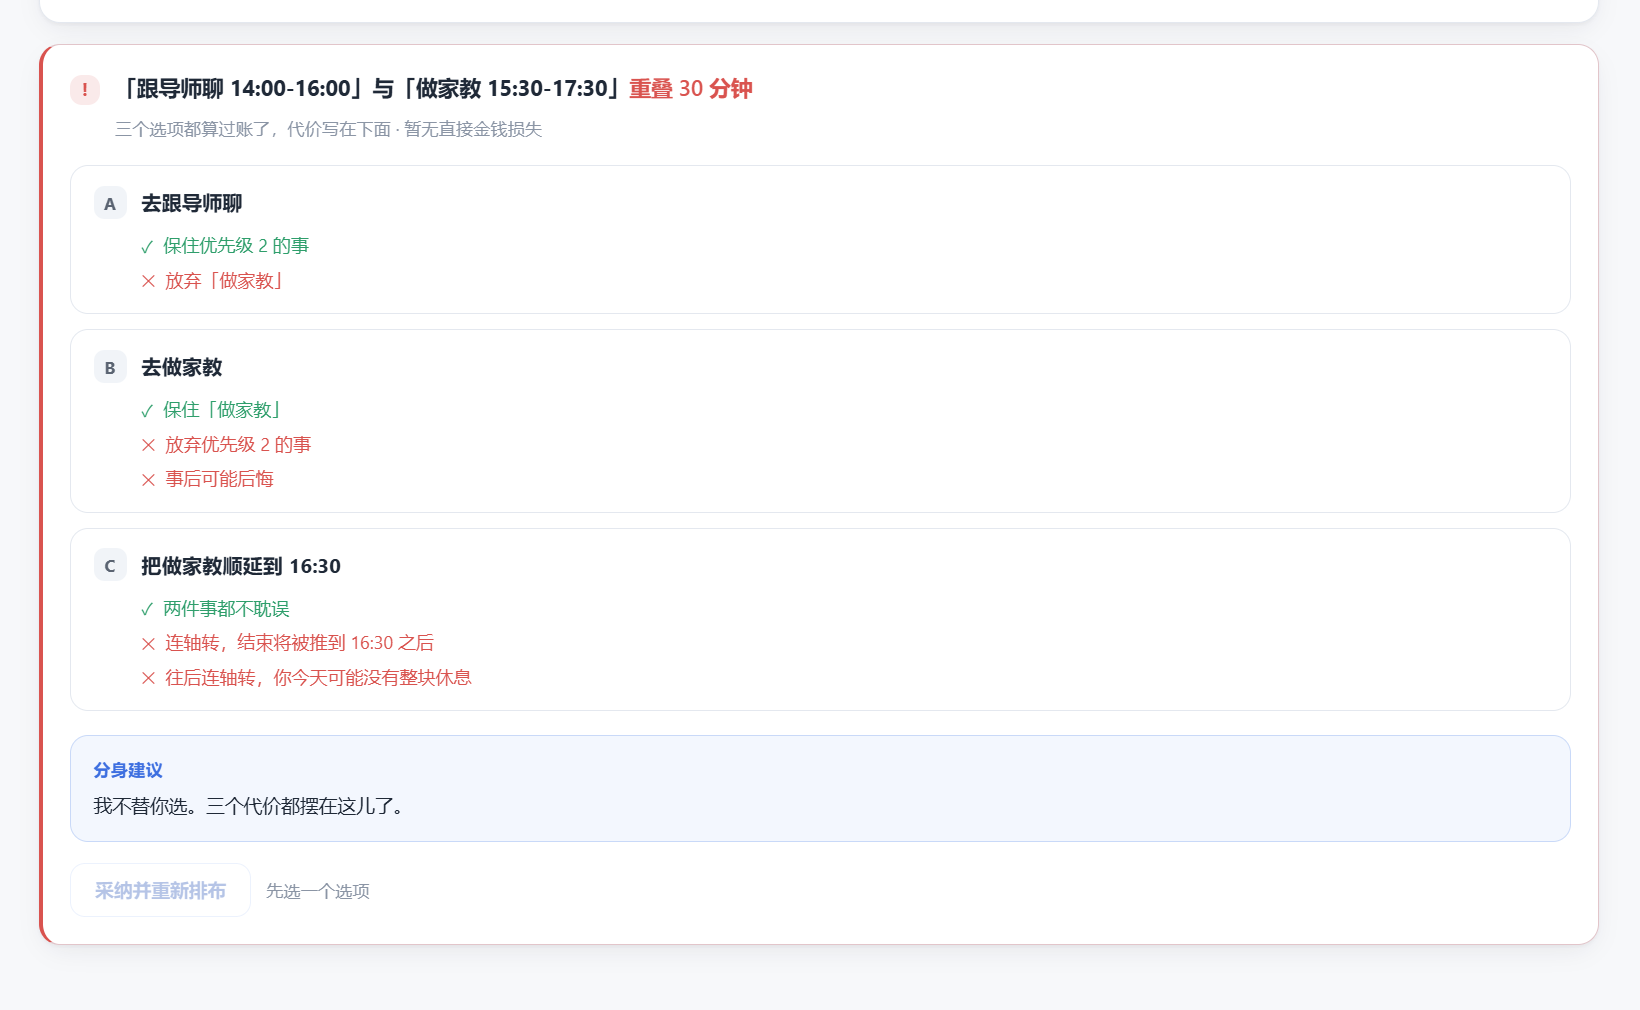 ! 「跟导师聊 14:00-16:00」与「做家教 15:30-17:30」重叠 30 分钟
三个选项都算过账了，代价写在下面 · 暂无直接金钱损失
A 去跟导师聊
✓ 保住优先级 2 的事
✕ 放弃「做家教」
B 去做家教
✓ 保住「做家教」
✕ 放弃优先级 2 的事
✕ 事后可能后悔
C 把做家教顺延到 16:30
✓ 两件事都不耽误
✕ 连轴转，结束将被推到 16:30 之后
✕ 往后连轴转，你今天可能没有整块休息
分身建议
我不替你选。三个代价都摆在这儿了。
采纳并重新排布 先选一个选项